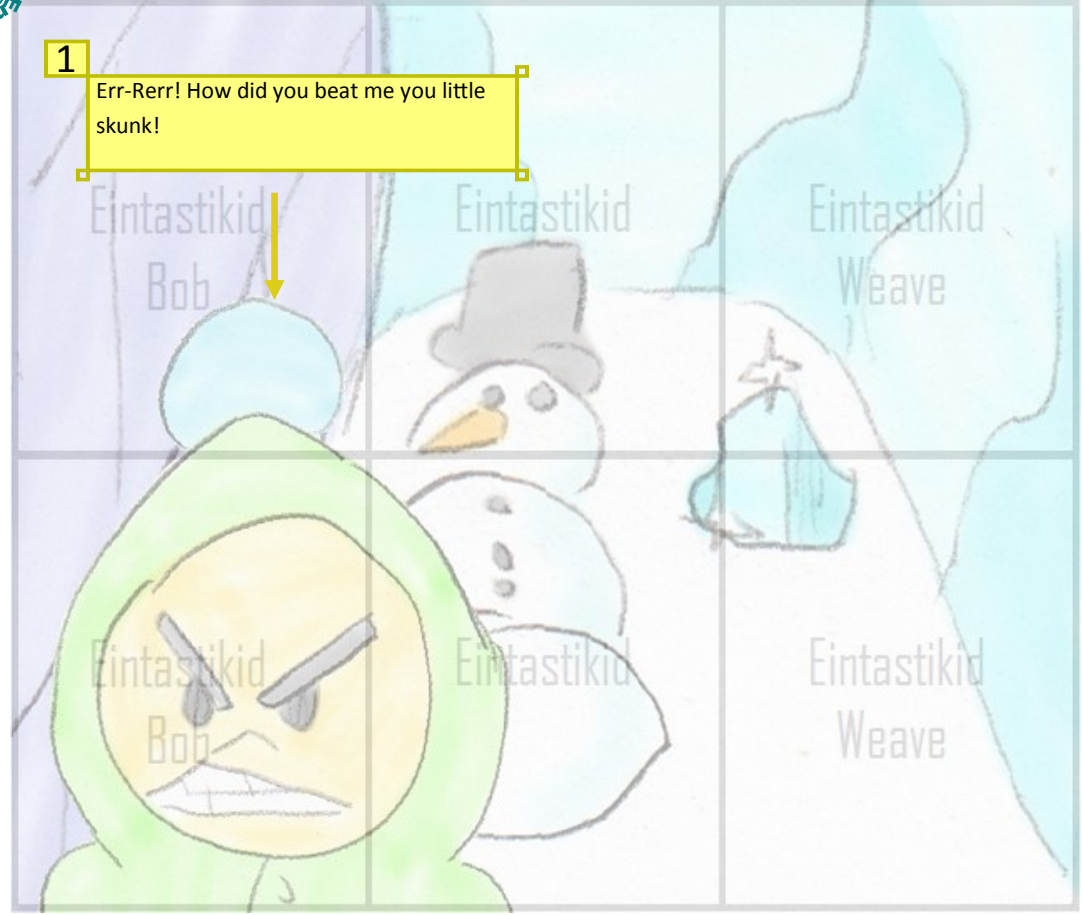 1
Err-Rerr! How did you beat me you little
skunk!
Eintastikid
Bob
Eintastikid
Eintastikid
Weave
Eintastikid
Bob
Eintastikid
Eintastikid
Weave